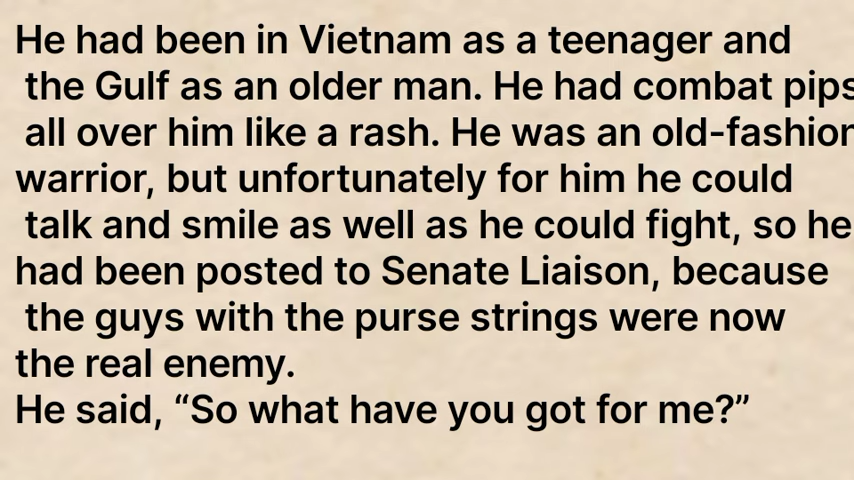 He had been in Vietnam as a teenager and
the Gulf as an older man. He had combat pips
all over him like a rash. He was an old-fashion
warrior, but unfortunately for him he could
talk and smile as well as he could fight, so he
had been posted to Senate Liaison, because
the guys with the purse strings were now
the real enemy.
He said, “So what have you got for me?”